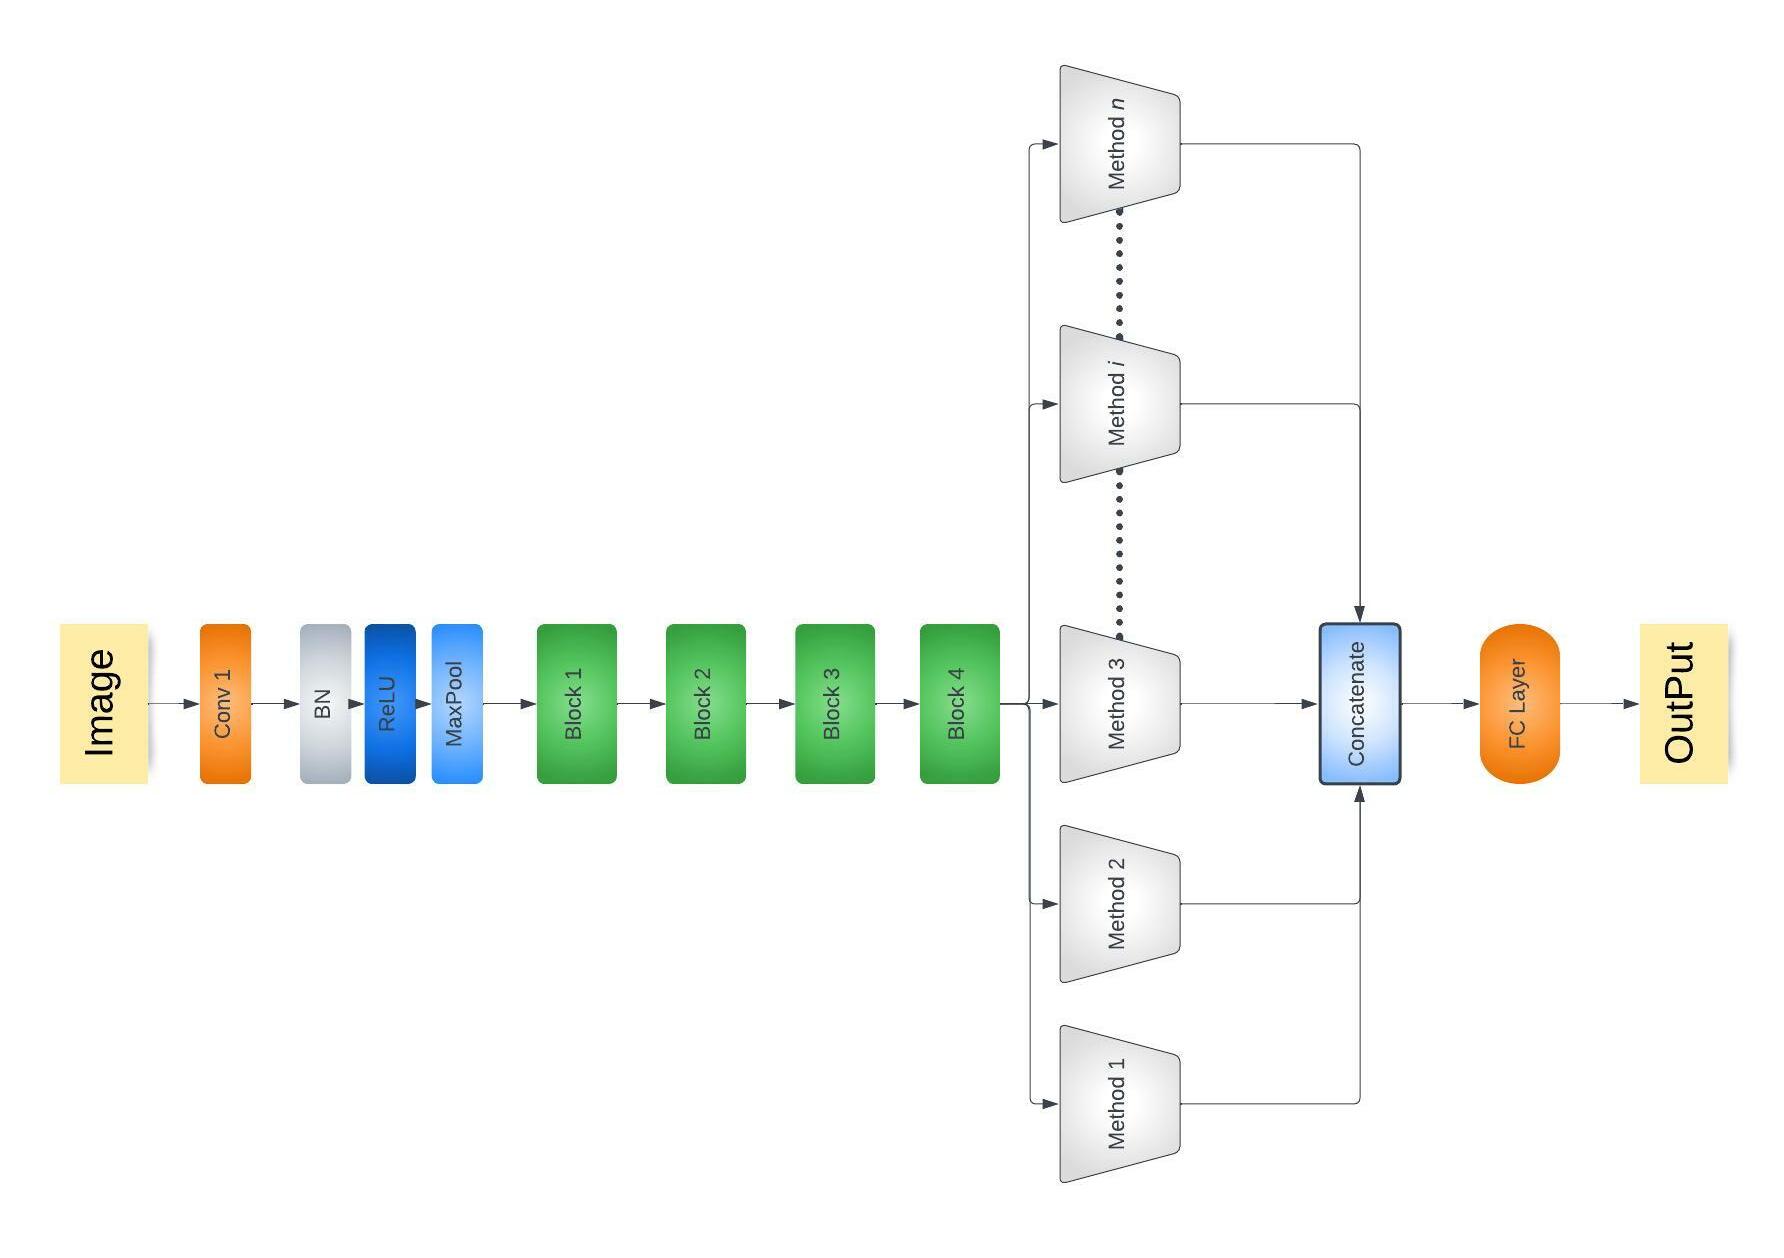 Image
Conv 1
BN
ReLU
MaxPool
Block 1
Block 2
Block 3
Block 4
Method n
Method i
Method 3
Method 2
Method 1
Concatenate
FC Layer
OutPut